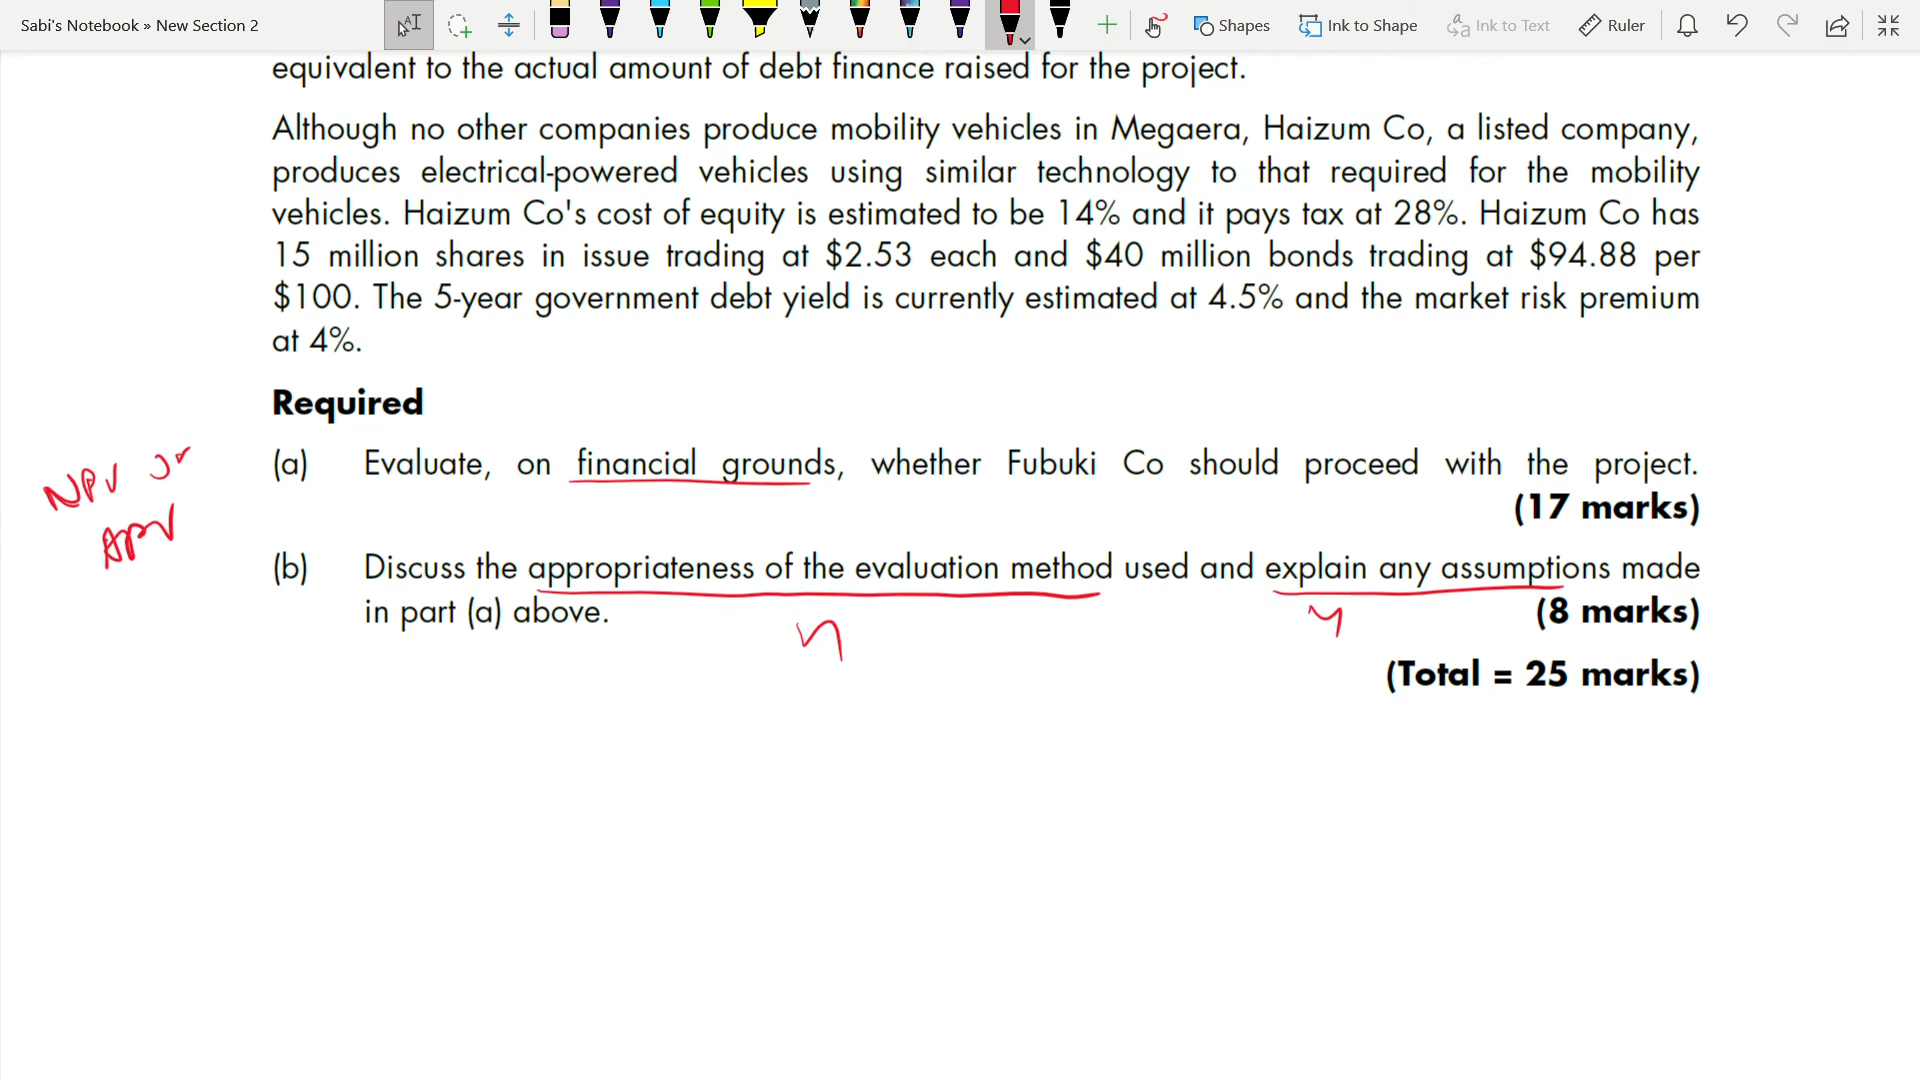 Sabi's Notebook » New Section 2
Shapes
Ink to Shape
Ink to Text
Ruler
equivalent to the actual amount of debt finance raised for the project.
Although no other companies produce mobility vehicles in Megaera, Haizum Co, a listed company,
produces electrical-powered vehicles using similar technology to that required for the mobility
vehicles. Haizum Co's cost of equity is estimated to be 14% and it pays tax at 28%. Haizum Co has
15 million shares in issue trading at $2.53 each and $40 million bonds trading at $94.88 per
$100. The 5-year government debt yield is currently estimated at 4.5% and the market risk premium
at 4%.
Required
(a) Evaluate, on financial grounds, whether Fubuki Co should proceed with the project.
(17 marks)
NPV or
APV
(b) Discuss the appropriateness of the evaluation method used and explain any assumptions made
in part (a) above.
(8 marks)
(Total = 25 marks)